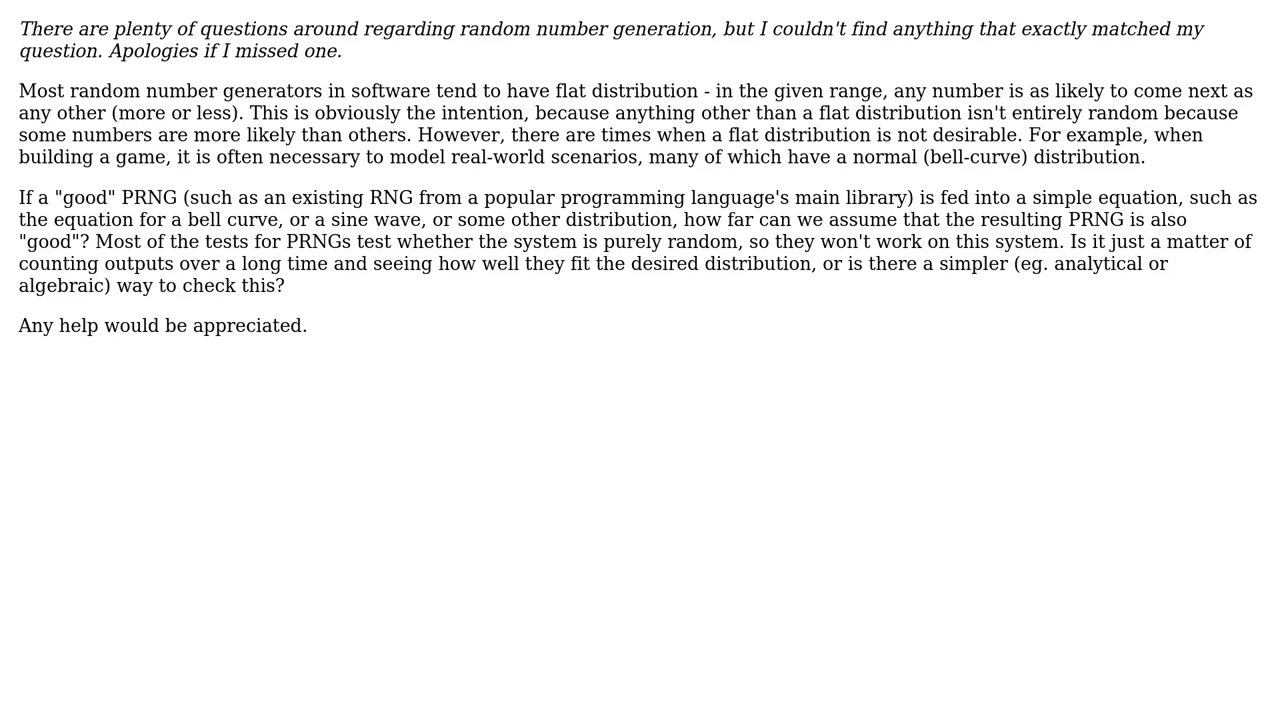 There are plenty of questions around regarding random number generation, but I couldn't find anything that exactly matched my
question. Apologies if I missed one.
Most random number generators in software tend to have flat distribution - in the given range, any number is as likely to come next as
any other (more or less). This is obviously the intention, because anything other than a flat distribution isn't entirely random because
some numbers are more likely than others. However, there are times when a flat distribution is not desirable. For example, when
building a game, it is often necessary to model real-world scenarios, many of which have a normal (bell-curve) distribution.
If a "good" PRNG (such as an existing RNG from a popular programming language's main library) is fed into a simple equation, such as
the equation for a bell curve, or a sine wave, or some other distribution, how far can we assume that the resulting PRNG is also
"good"? Most of the tests for PRNGs test whether the system is purely random, so they won't work on this system. Is it just a matter of
counting outputs over a long time and seeing how well they fit the desired distribution, or is there a simpler (eg. analytical or
algebraic) way to check this?
Any help would be appreciated.